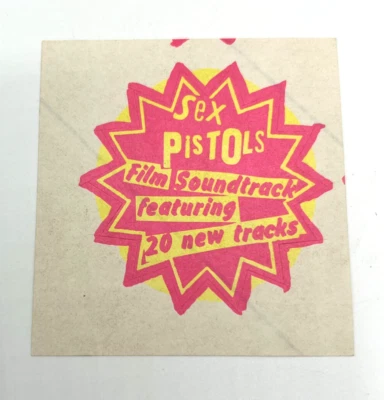 Sex
PiSTOLS
Film Soundtrack
featuring
20 new tracks